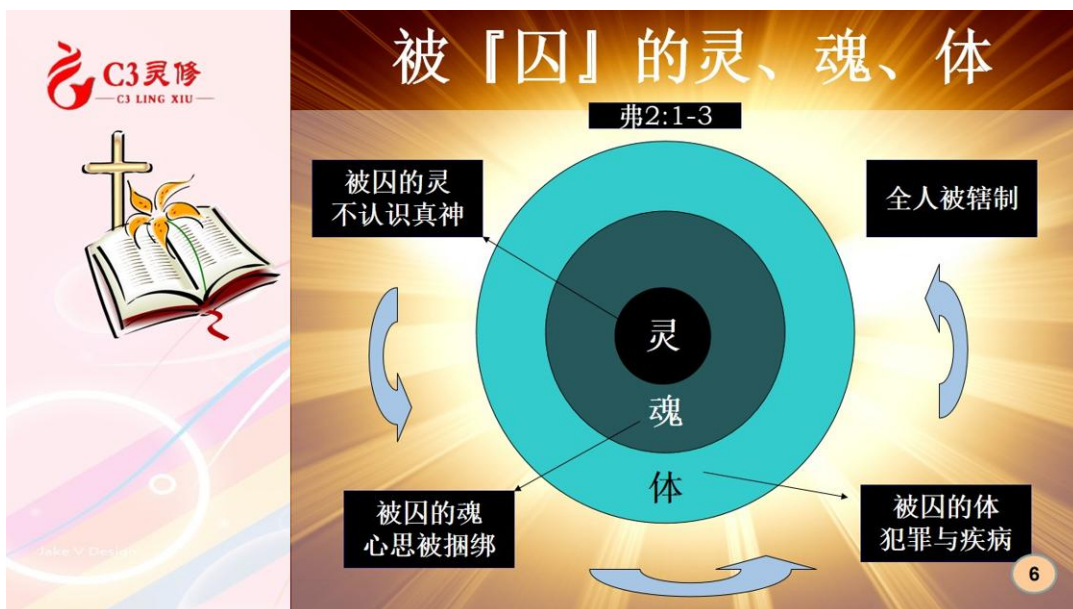 C3灵修
C3 LING XIU
被『囚』的灵、魂、体
弗2:1-3
被囚的灵
不认识真神
全人被辖制
灵
魂
体
被囚的魂
心思被捆绑
被囚的体
犯罪与疾病
Jake V Design
6